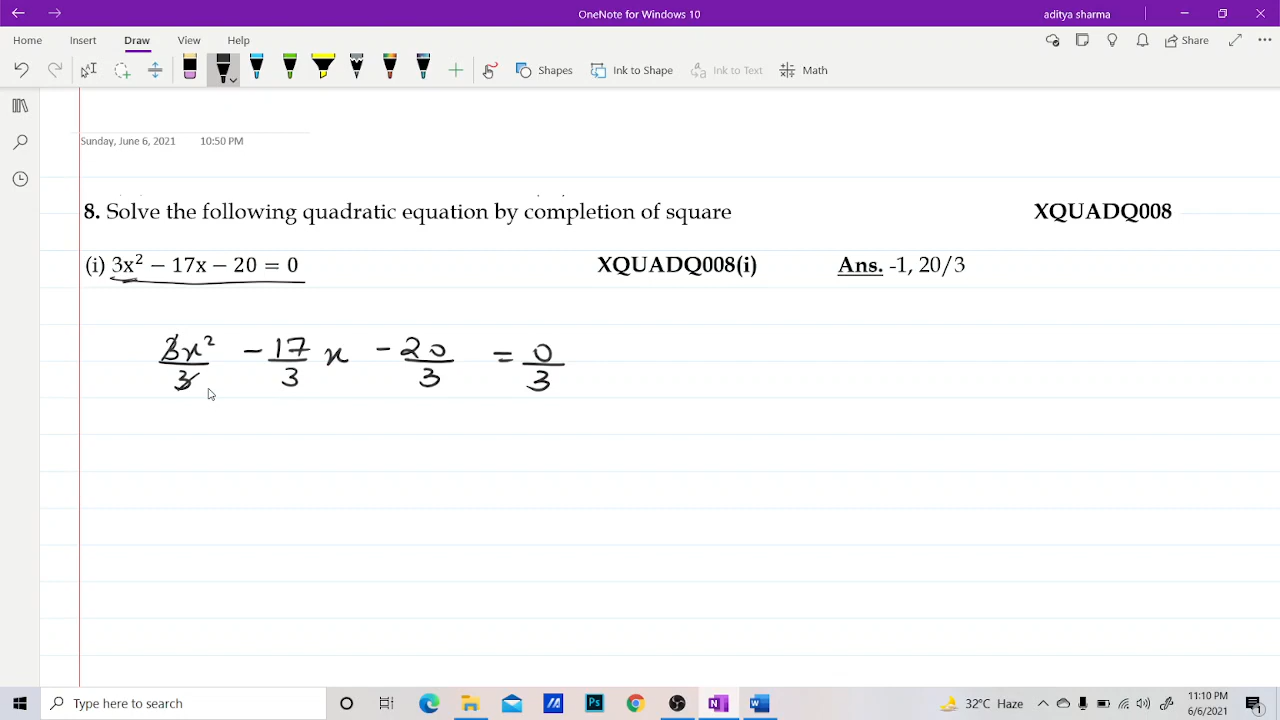 OneNote for Windows 10
aditya sharma
Home Insert Draw View Help
Share
Shapes Ink to Shape Ink to Text Math
Sunday, June 6, 2021 10:50 PM
8. Solve the following quadratic equation by completion of square XQUADQ008
(i) 3x² − 17x − 20 = 0 XQUADQ008(i) Ans. -1, 20/3
3x²/3 − 17/3 x − 20/3 = 0/3
Type here to search
Ps
32°C Haze
11:10 PM
6/6/2021
1